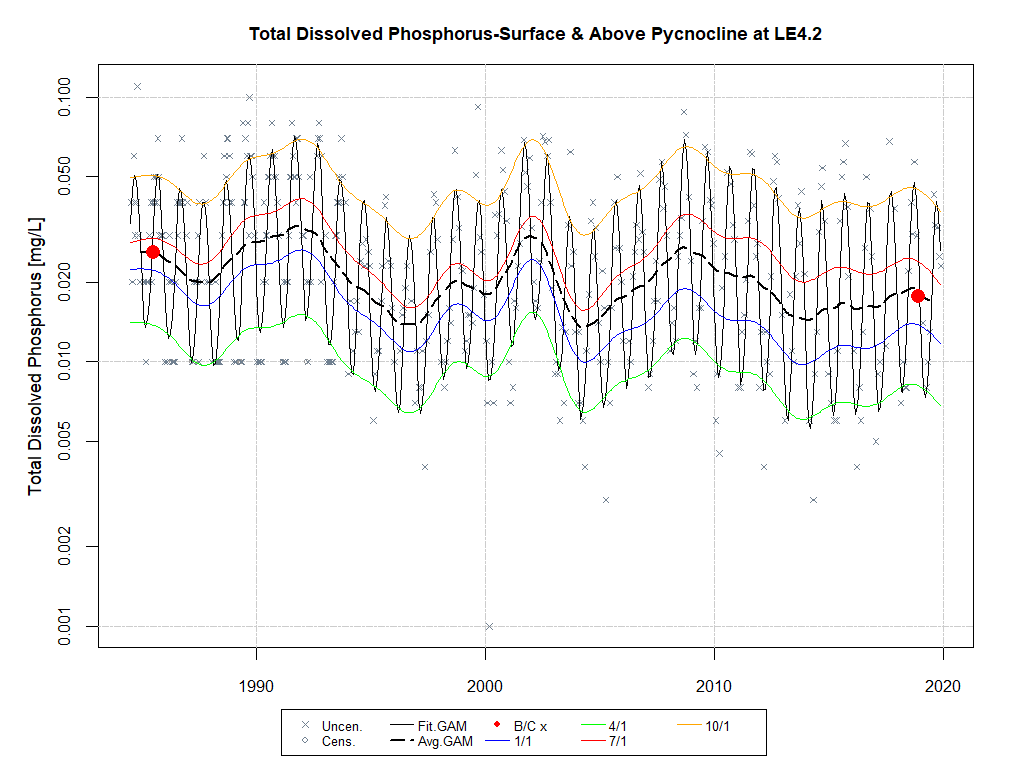 Total Dissolved Phosphorus-Surface & Above Pycnocline at LE4.2
Total Dissolved Phosphorus [mg/L]
0.100
0.050
0.020
0.010
0.005
0.002
0.001
1990 2000 2010 2020
Uncen. Fit.GAM B/C x 4/1 10/1
Cens. Avg.GAM 1/1 7/1